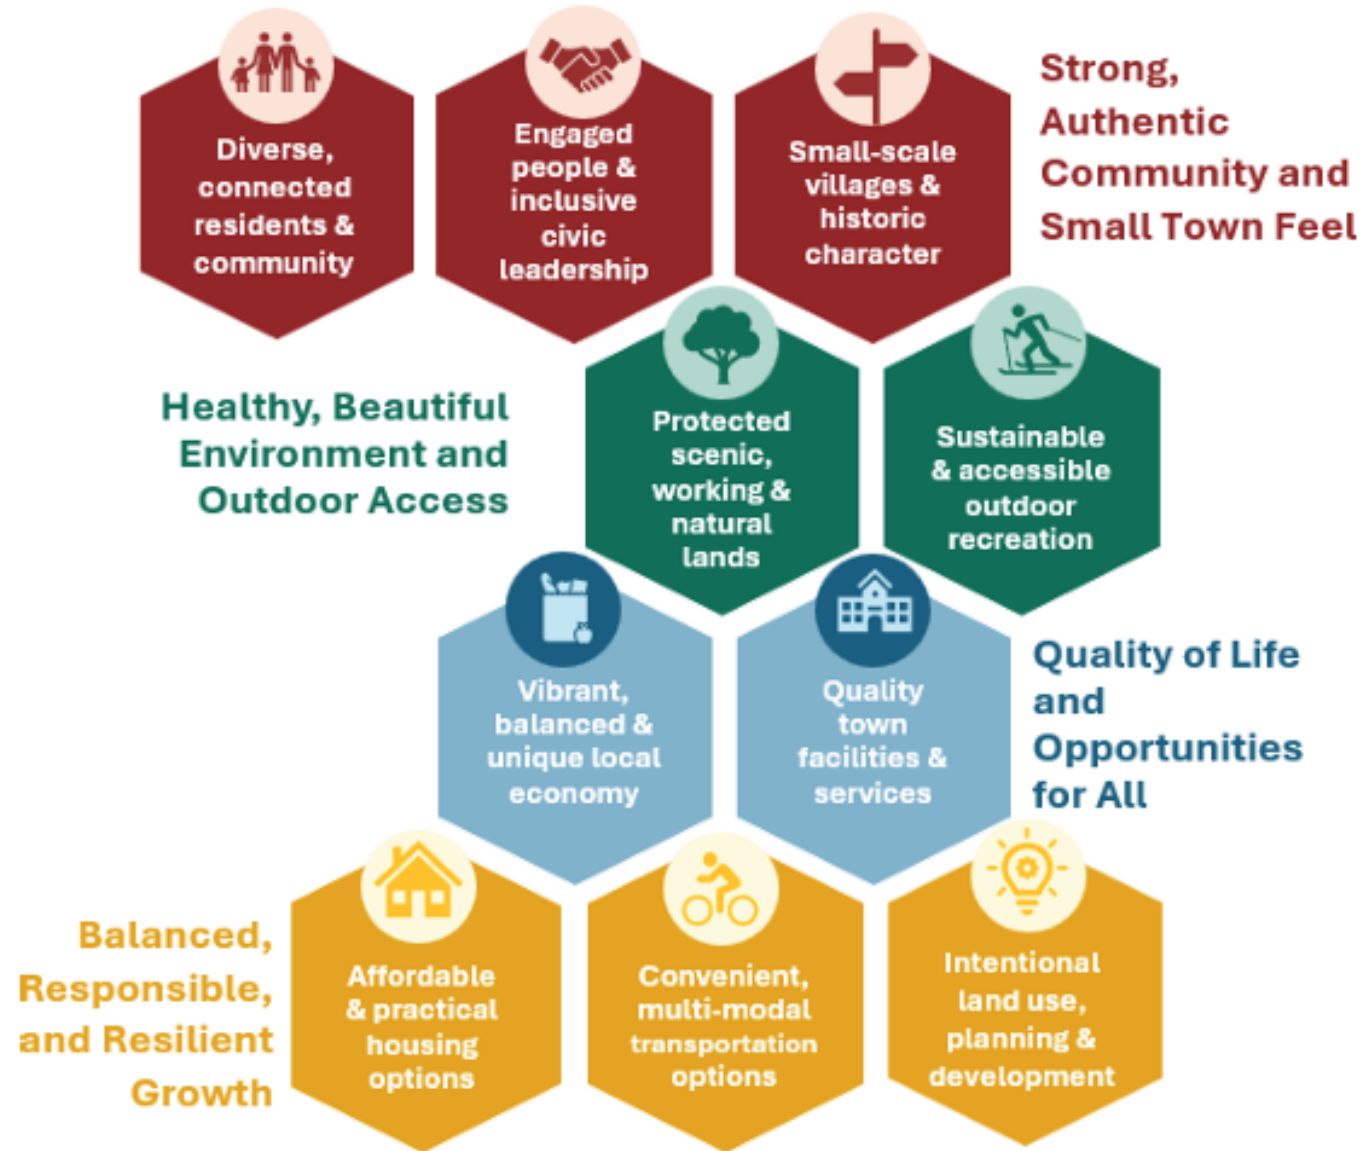 Diverse,
connected
residents &
community
Engaged
people &
inclusive
civic
leadership
Small-scale
villages &
historic
character
Strong,
Authentic
Community and
Small Town Feel
Healthy, Beautiful
Environment and
Outdoor Access
Protected
scenic,
working &
natural
lands
Sustainable
& accessible
outdoor
recreation
Vibrant,
balanced &
unique local
economy
Quality
town
facilities &
services
Quality of Life
and
Opportunities
for All
Balanced,
Responsible,
and Resilient
Growth
Affordable
& practical
housing
options
Convenient,
multi-modal
transportation
options
Intentional
land use,
planning &
development